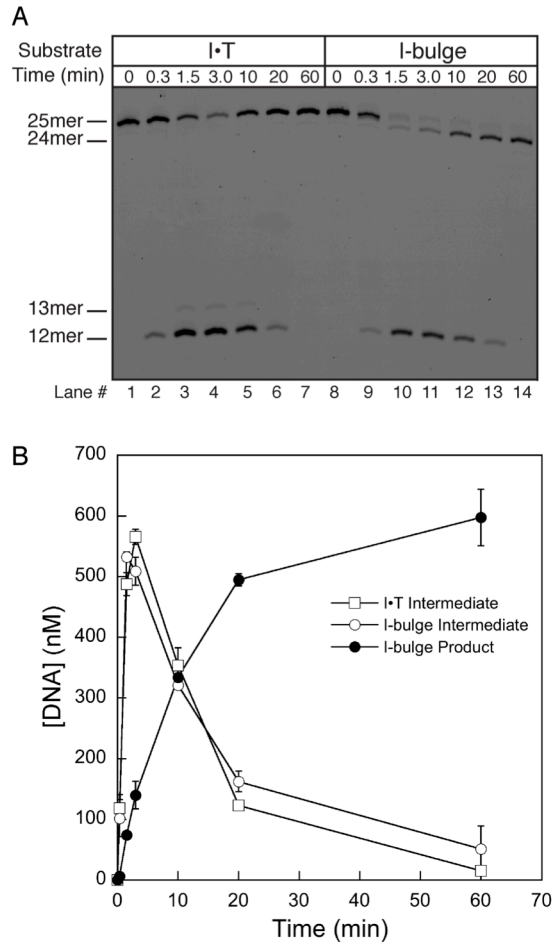 A
Substrate I•T I-bulge
Time (min) 0 0.3 1.5 3.0 10 20 60 0 0.3 1.5 3.0 10 20 60
25mer
24mer
13mer
12mer
Lane # 1 2 3 4 5 6 7 8 9 10 11 12 13 14
B
700
600
500
400
300
200
100
0
[DNA] (nM)
I•T Intermediate
I-bulge Intermediate
I-bulge Product
0 10 20 30 40 50 60 70
Time (min)